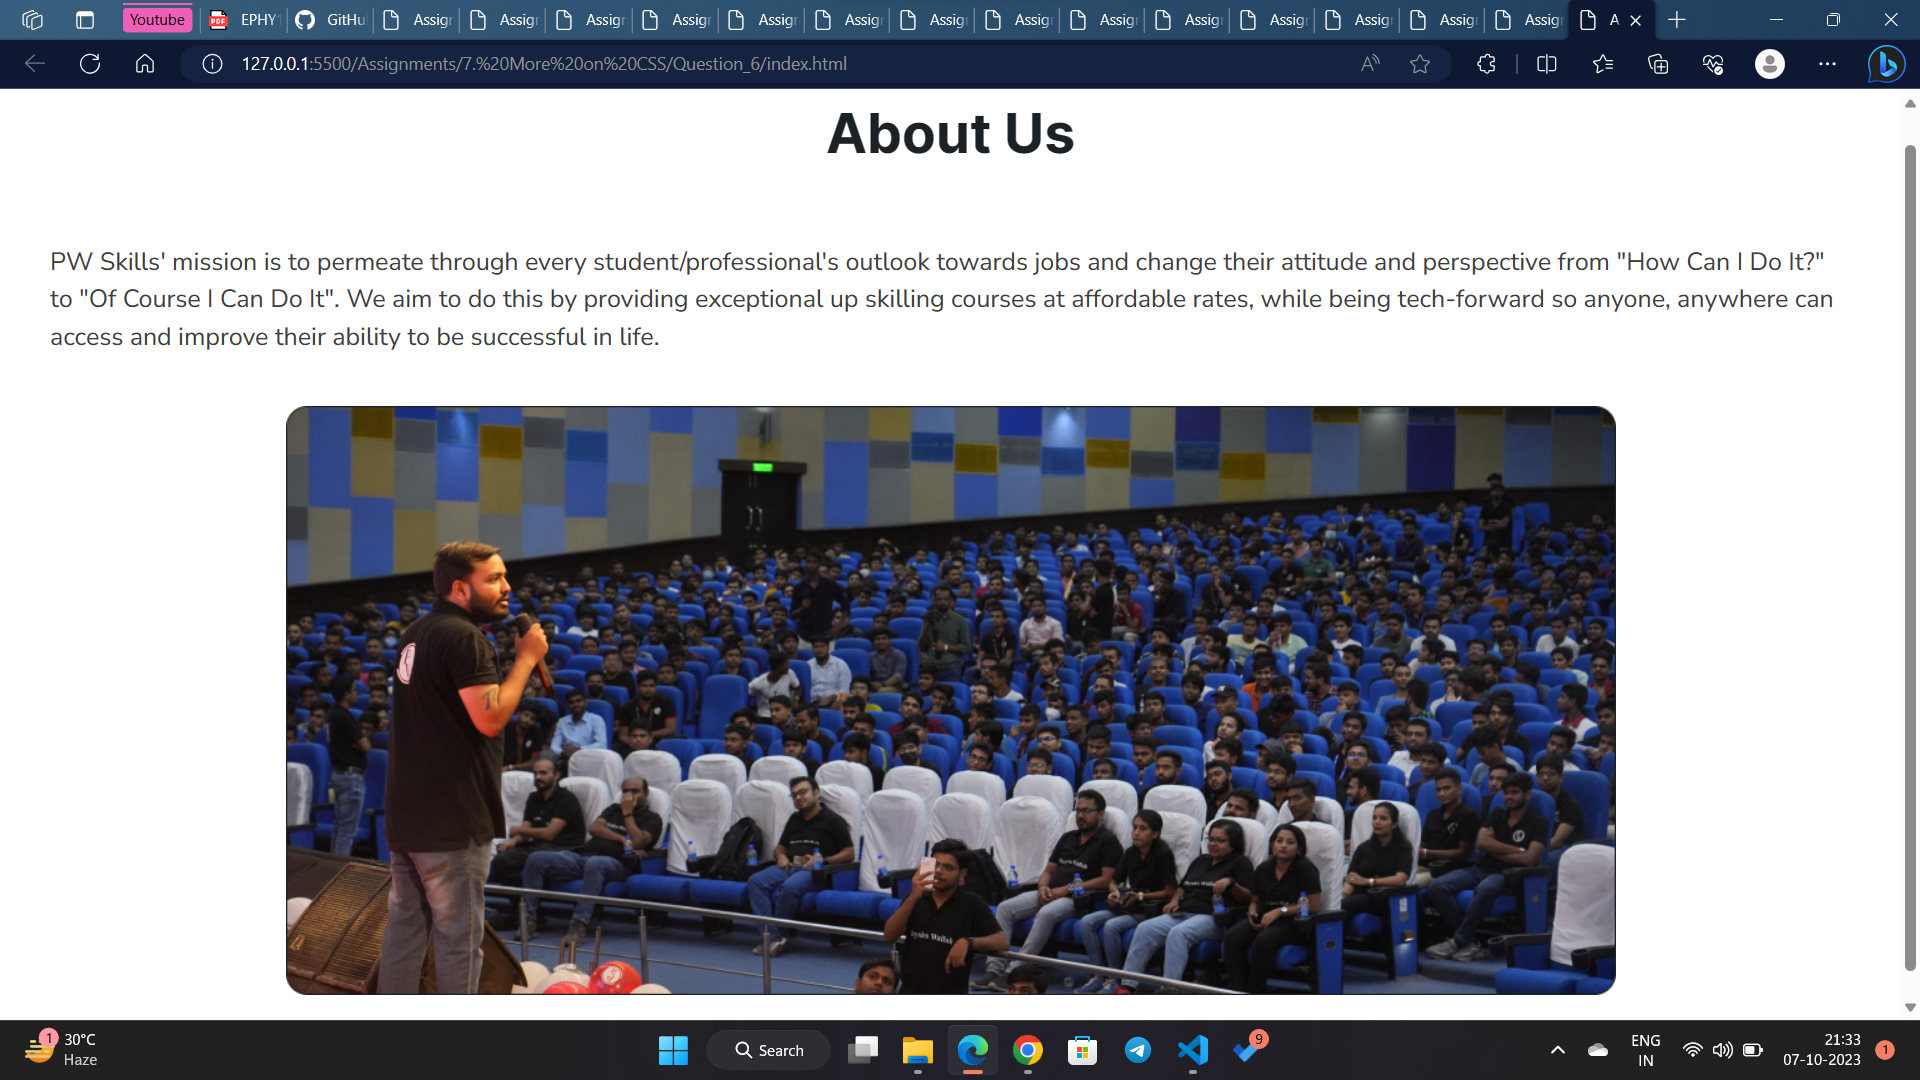 Youtube
EPHY
GitHu
Assigr
Assigr
Assigr
Assigr
Assigr
Assigr
Assigr
Assigr
Assigr
Assigr
Assigr
Assigr
Assigr
Assigr
A
127.0.0.1:5500/Assignments/7.%20More%20on%20CSS/Question_6/index.html
About Us
PW Skills' mission is to permeate through every student/professional's outlook towards jobs and change their attitude and perspective from "How Can I Do It?"
to "Of Course I Can Do It". We aim to do this by providing exceptional up skilling courses at affordable rates, while being tech-forward so anyone, anywhere can
access and improve their ability to be successful in life.
1
30°C
Haze
Search
9
ENG
IN
21:33
07-10-2023
1